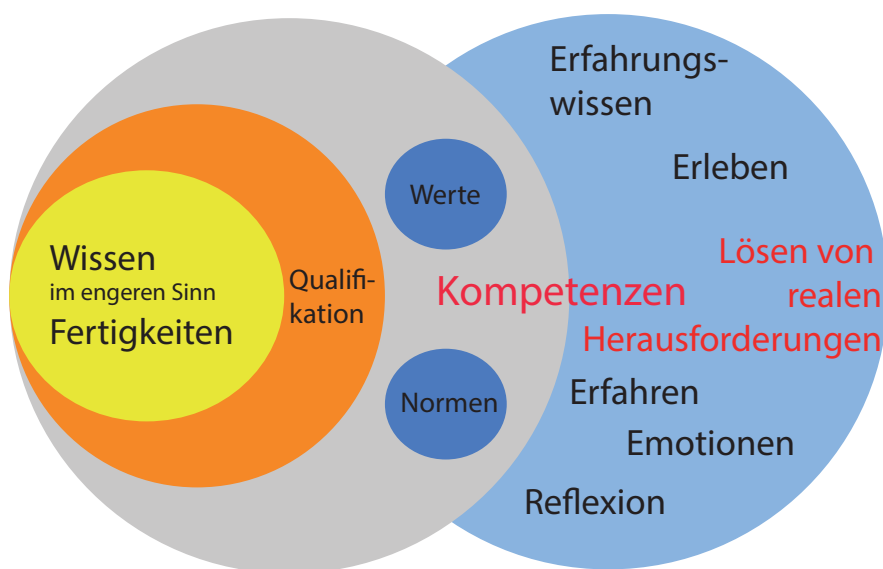 Erfahrungs-
wissen
Erleben
Werte
Wissen
im engeren Sinn
Fertigkeiten
Qualifi-
kation
Kompetenzen
Lösen von
realen
Herausforderungen
Normen
Erfahren
Emotionen
Reflexion